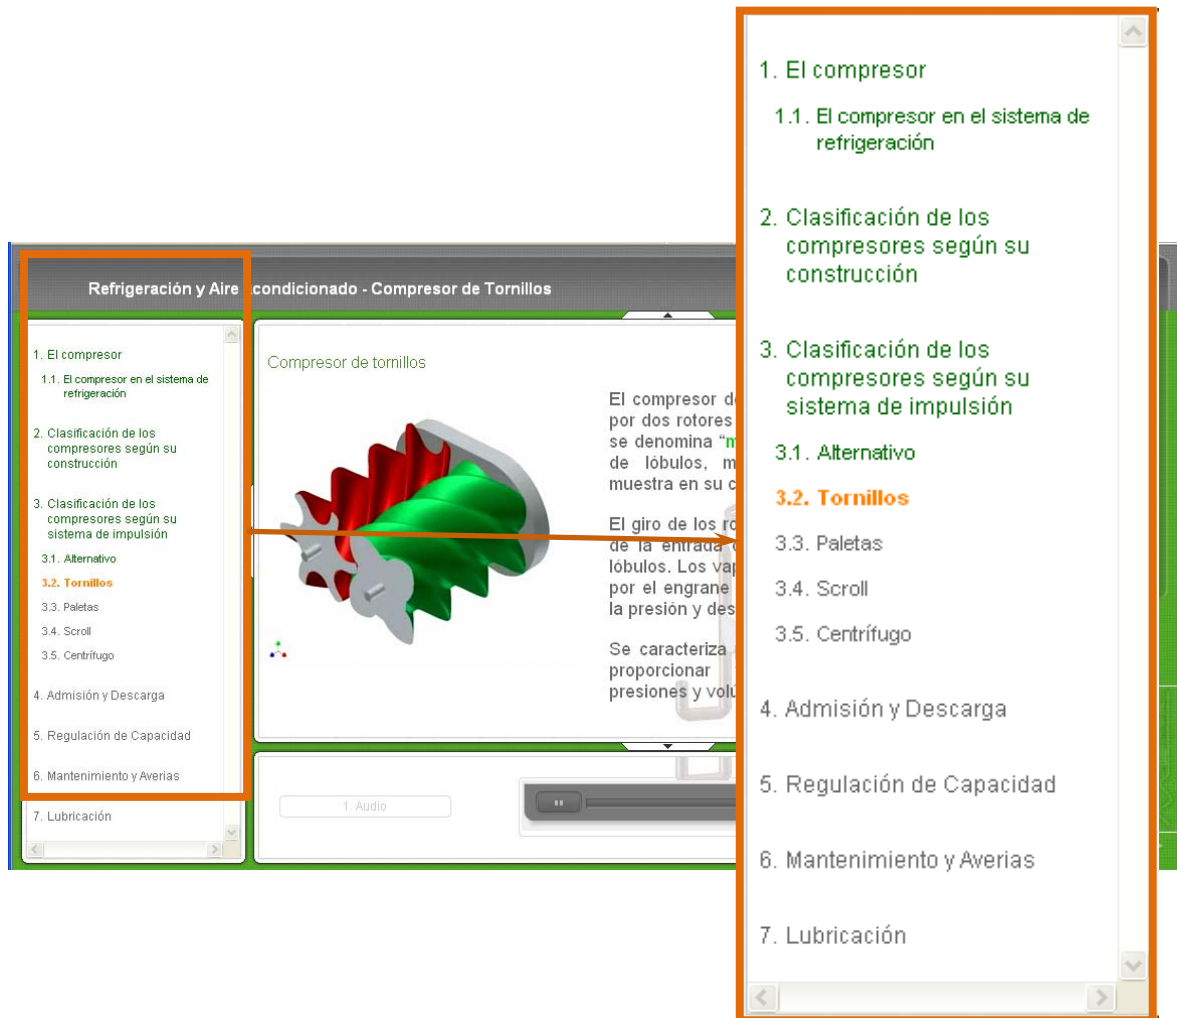 Refrigeración y Aire condicionado - Compresor de Tornillos
1. El compresor
1.1. El compresor en el sistema de
refrigeración
2. Clasificación de los
compresores según su
construcción
3. Clasificación de los
compresores según su
sistema de impulsión
3.1. Alternativo
3.2. Tornillos
3.3. Paletas
3.4. Scroll
3.5. Centrífugo
4. Admisión y Descarga
5. Regulación de Capacidad
6. Mantenimiento y Averias
7. Lubricación
Compresor de tornillos
El compresor d
por dos rotores
se denomina “m
de lóbulos, m
muestra en su c
El giro de los ro
de la entrada
lóbulos. Los vap
por el engrane
la presión y des
Se caracteriza
proporcionar
presiones y volú
1. Audio
1. El compresor
1.1. El compresor en el sistema de
refrigeración
2. Clasificación de los
compresores según su
construcción
3. Clasificación de los
compresores según su
sistema de impulsión
3.1. Alternativo
3.2. Tornillos
3.3. Paletas
3.4. Scroll
3.5. Centrífugo
4. Admisión y Descarga
5. Regulación de Capacidad
6. Mantenimiento y Averias
7. Lubricación